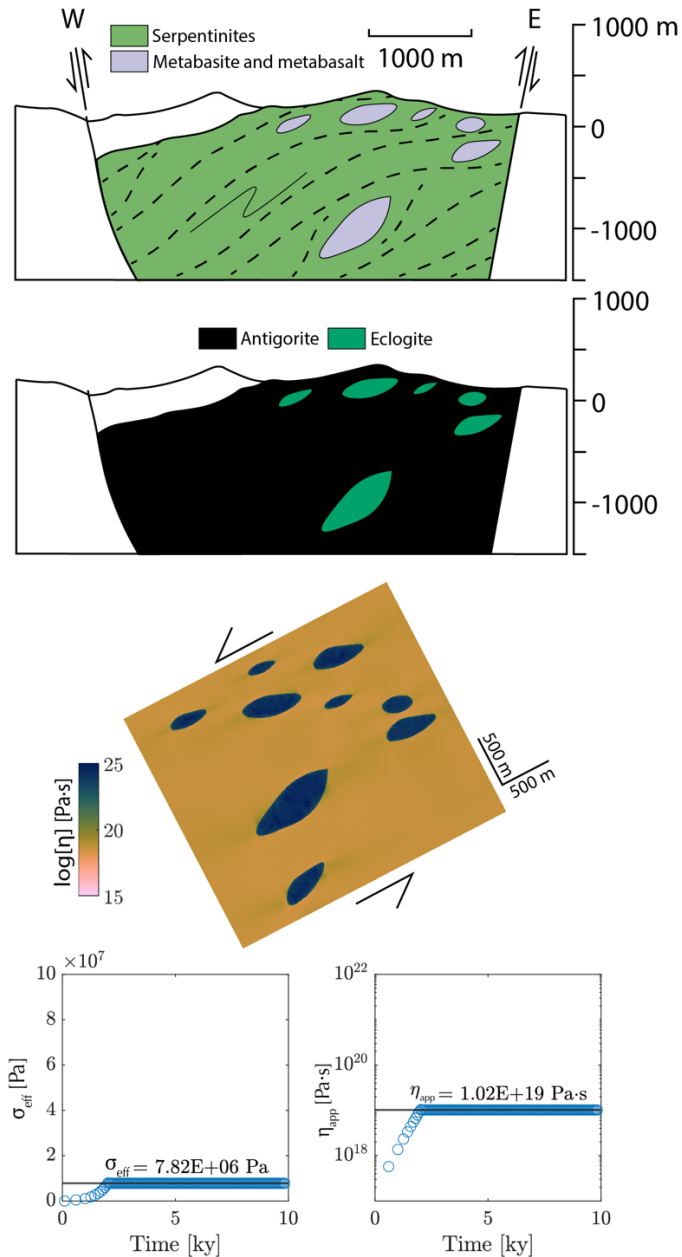 W
E
Serpentinites
Metabasite and metabasalt
1000 m
1000 m
0
-1000
1000
Antigorite
Eclogite
0
-1000
log[η] [Pa·s]
25
20
15
500 m
500 m
×10⁷
10
8
6
4
2
0
σeff [Pa]
σeff = 7.82E+06 Pa
0
5
10
Time [ky]
10²²
10²⁰
10¹⁸
ηapp [Pa·s]
ηapp = 1.02E+19 Pa·s
0
5
10
Time [ky]